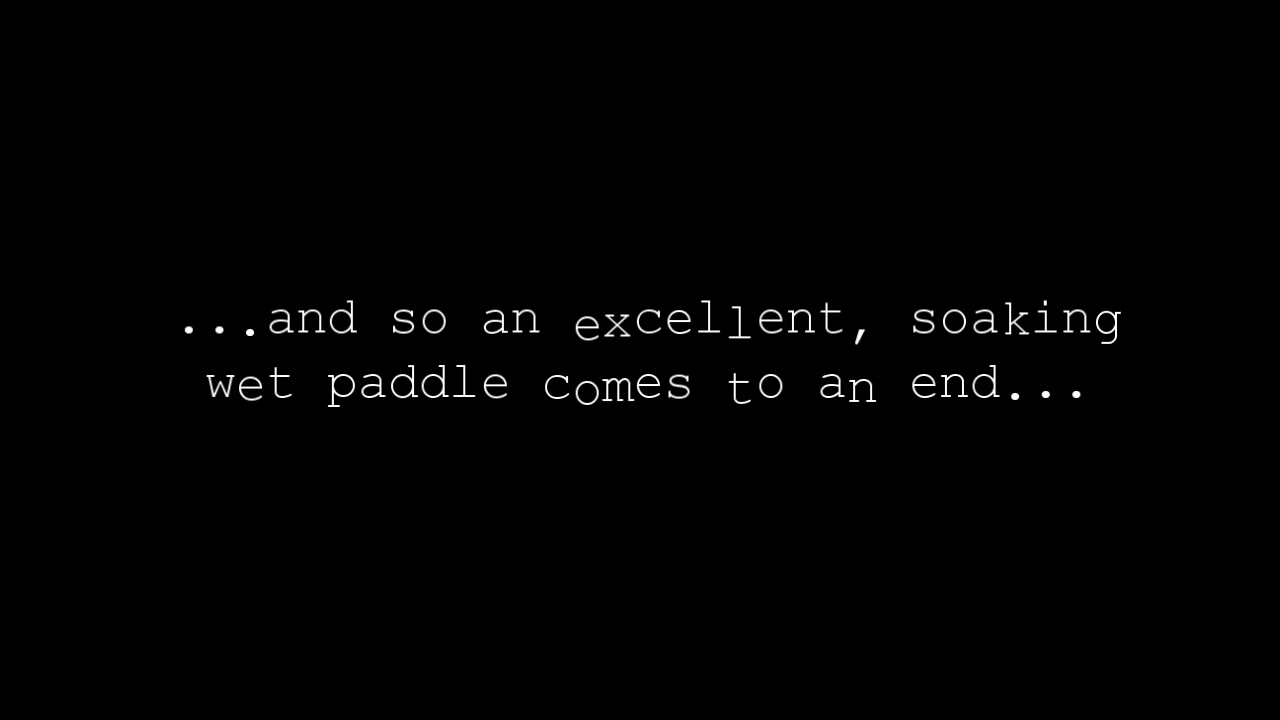 ...and so an excellent, soaking
wet paddle comes to an end...